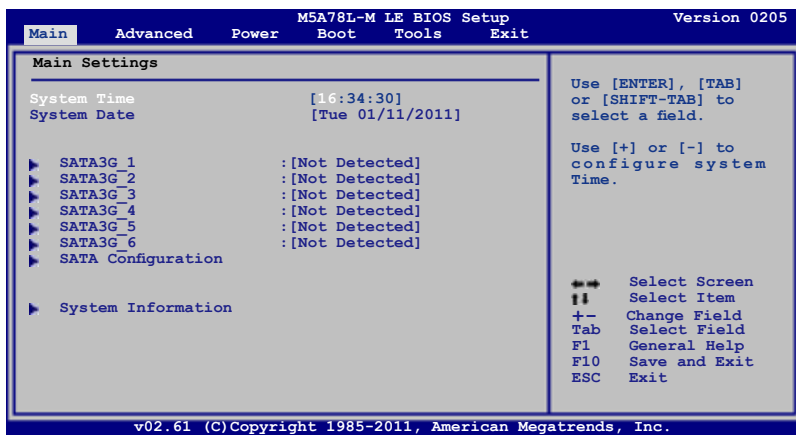 M5A78L-M LE BIOS Setup Version 0205
Main Advanced Power Boot Tools Exit
Main Settings
System Time [16:34:30]
System Date [Tue 01/11/2011]
SATA3G_1 :[Not Detected]
SATA3G_2 :[Not Detected]
SATA3G_3 :[Not Detected]
SATA3G_4 :[Not Detected]
SATA3G_5 :[Not Detected]
SATA3G_6 :[Not Detected]
SATA Configuration
System Information
Use [ENTER], [TAB]
or [SHIFT-TAB] to
select a field.
Use [+] or [-] to
configure system
Time.
←→ Select Screen
↑↓ Select Item
+- Change Field
Tab Select Field
F1 General Help
F10 Save and Exit
ESC Exit
v02.61 (C)Copyright 1985-2011, American Megatrends, Inc.